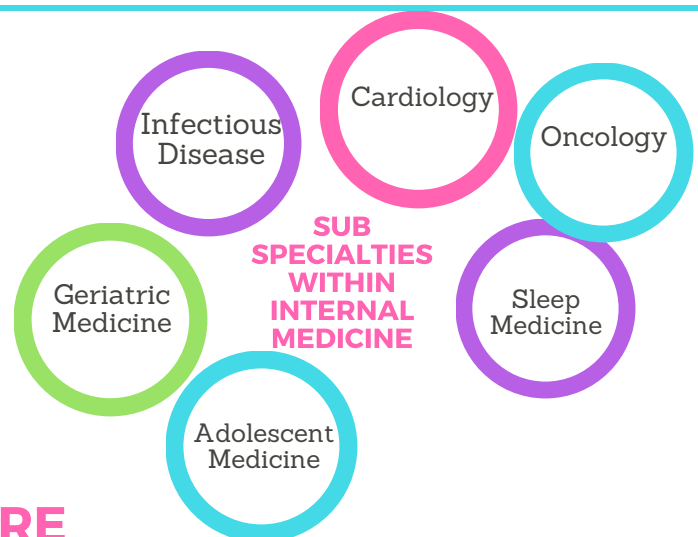 Cardiology
Infectious
Disease
Oncology
SUB
SPECIALTIES
WITHIN
INTERNAL
MEDICINE
Geriatric
Medicine
Sleep
Medicine
Adolescent
Medicine
RE